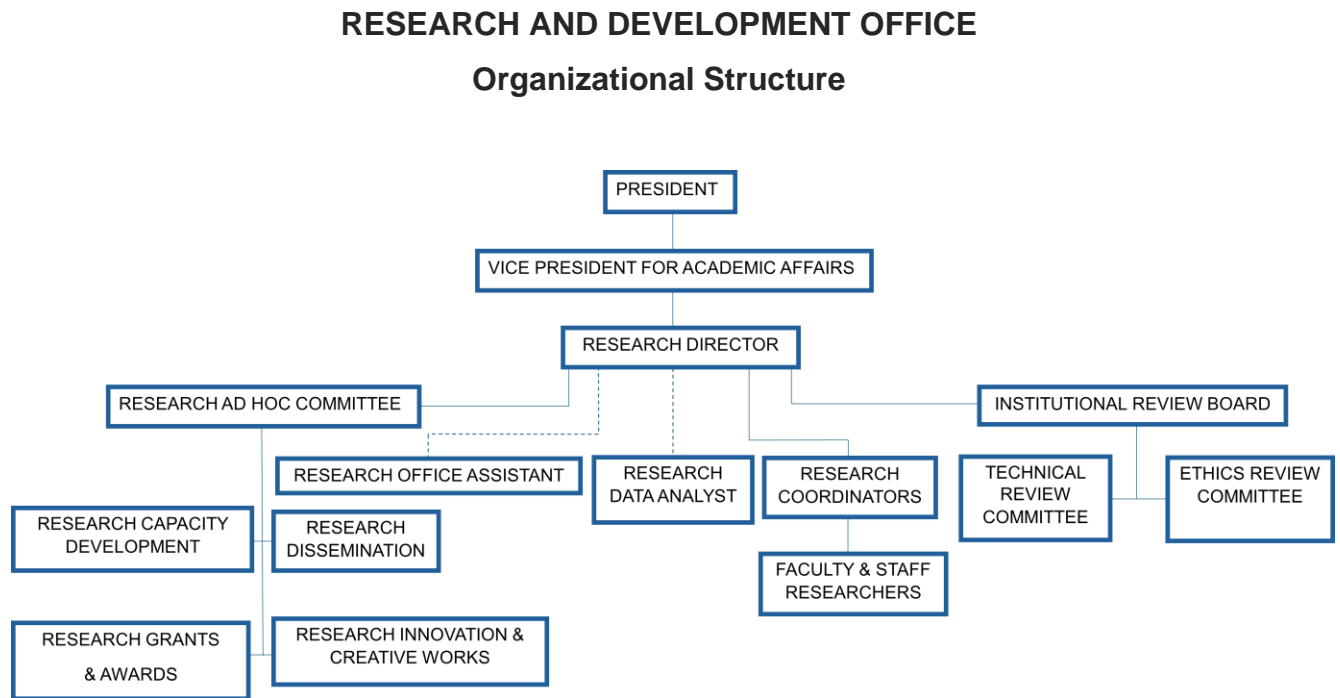 RESEARCH AND DEVELOPMENT OFFICE
Organizational Structure
PRESIDENT
VICE PRESIDENT FOR ACADEMIC AFFAIRS
RESEARCH DIRECTOR
RESEARCH AD HOC COMMITTEE
INSTITUTIONAL REVIEW BOARD
RESEARCH OFFICE ASSISTANT
RESEARCH
DATA ANALYST
RESEARCH
COORDINATORS
TECHNICAL
REVIEW
COMMITTEE
ETHICS REVIEW
COMMITTEE
RESEARCH CAPACITY
DEVELOPMENT
RESEARCH
DISSEMINATION
FACULTY & STAFF
RESEARCHERS
RESEARCH GRANTS
& AWARDS
RESEARCH INNOVATION &
CREATIVE WORKS